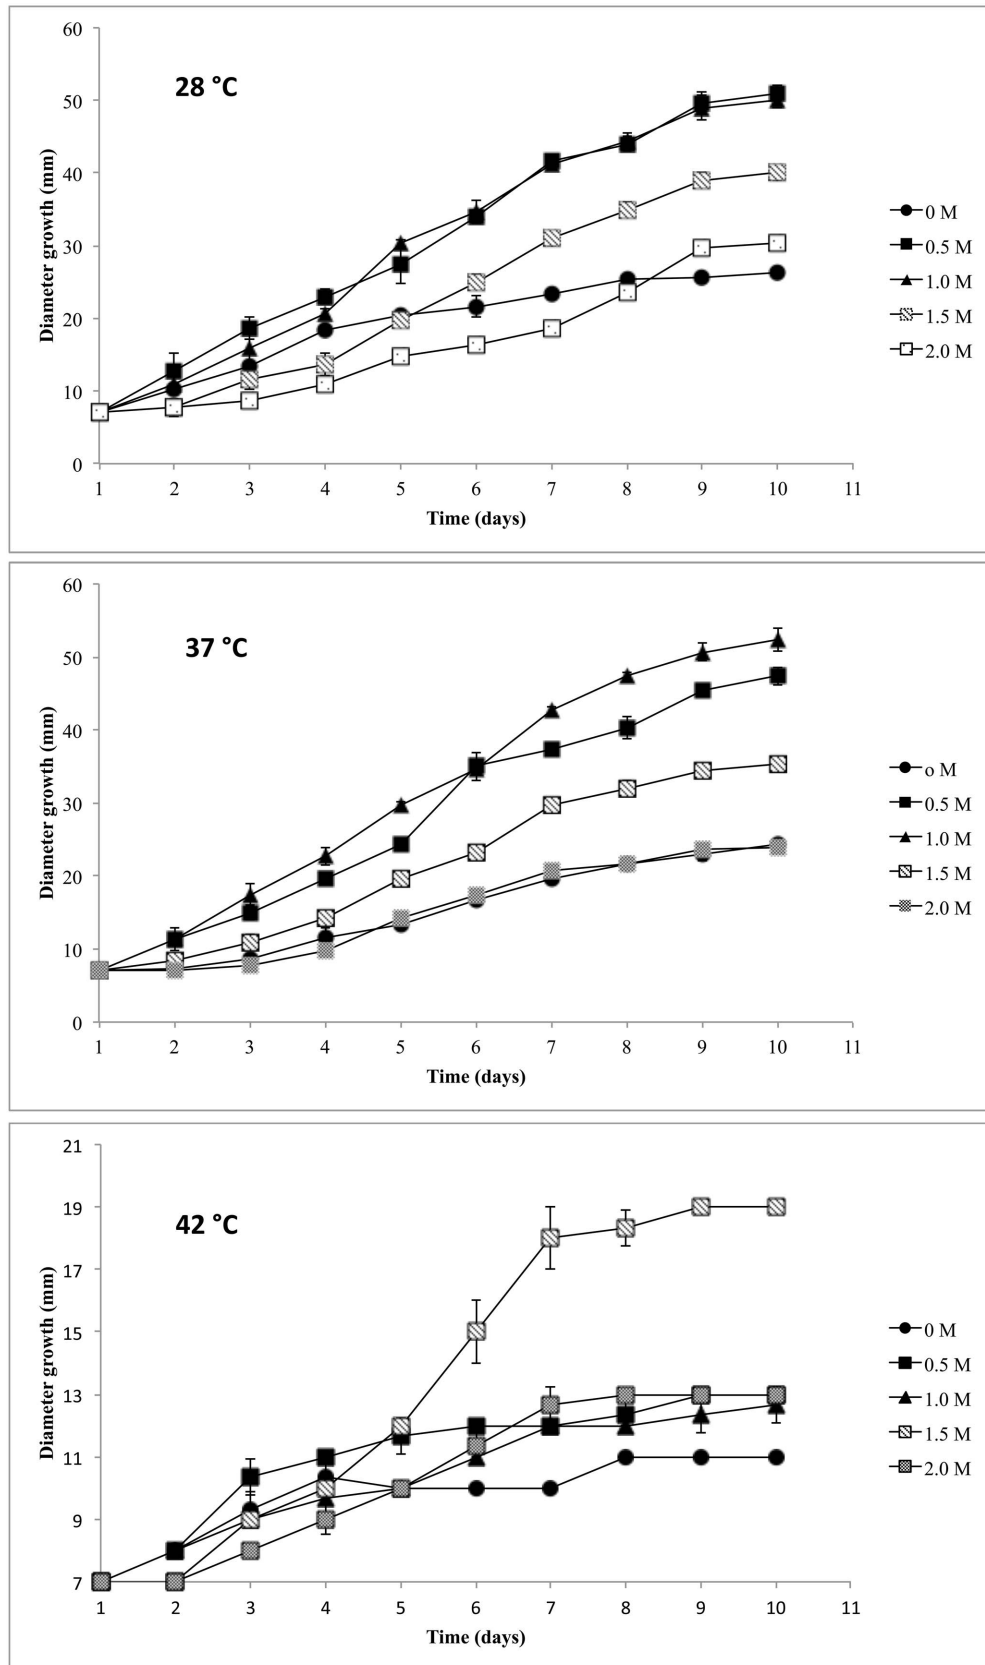 60
28 °C
50
40
30
20
10
0
Diameter growth (mm)
1 2 3 4 5 6 7 8 9 10 11
Time (days)
0 M
0.5 M
1.0 M
1.5 M
2.0 M
60
37 °C
50
40
30
20
10
0
Diameter growth (mm)
1 2 3 4 5 6 7 8 9 10 11
Time (days)
o M
0.5 M
1.0 M
1.5 M
2.0 M
21
42 °C
19
17
15
13
11
9
7
Diameter growth (mm)
1 2 3 4 5 6 7 8 9 10 11
Time (days)
0 M
0.5 M
1.0 M
1.5 M
2.0 M